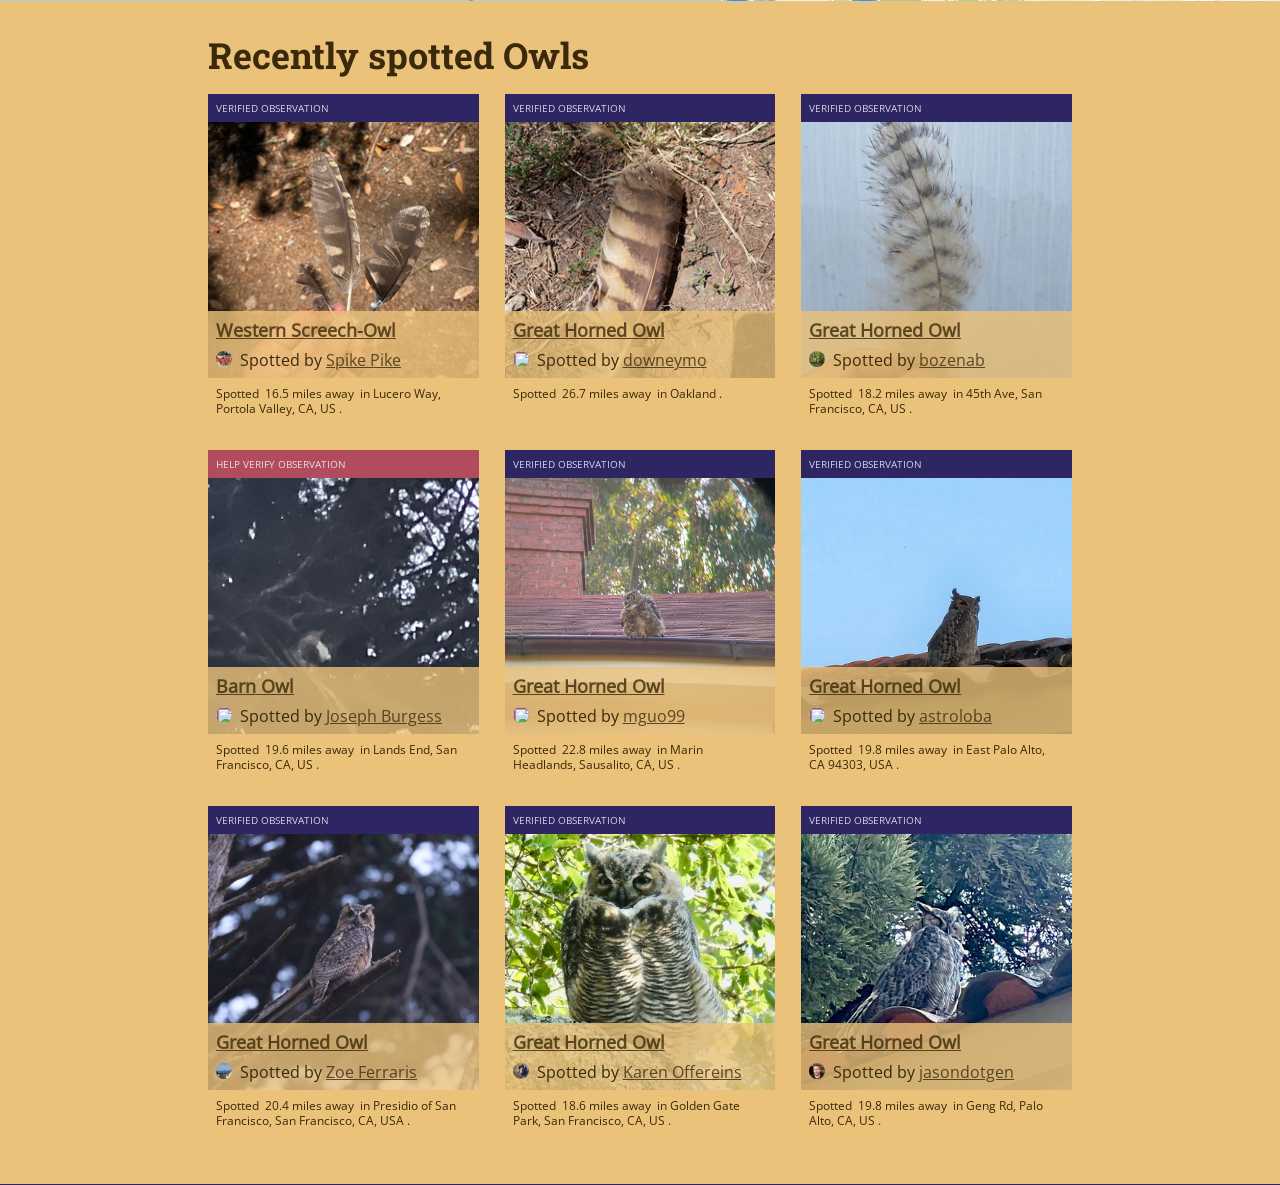 Recently spotted Owls
VERIFIED OBSERVATION
Western Screech-Owl
Spotted by Spike Pike
Spotted 16.5 miles away in Lucero Way,
Portola Valley, CA, US .
VERIFIED OBSERVATION
Great Horned Owl
Spotted by downeymo
Spotted 26.7 miles away in Oakland .
VERIFIED OBSERVATION
Great Horned Owl
Spotted by bozenab
Spotted 18.2 miles away in 45th Ave, San
Francisco, CA, US .
HELP VERIFY OBSERVATION
Barn Owl
Spotted by Joseph Burgess
Spotted 19.6 miles away in Lands End, San
Francisco, CA, US .
VERIFIED OBSERVATION
Great Horned Owl
Spotted by mguo99
Spotted 22.8 miles away in Marin
Headlands, Sausalito, CA, US .
VERIFIED OBSERVATION
Great Horned Owl
Spotted by astroloba
Spotted 19.8 miles away in East Palo Alto,
CA 94303, USA .
VERIFIED OBSERVATION
Great Horned Owl
Spotted by Zoe Ferraris
Spotted 20.4 miles away in Presidio of San
Francisco, San Francisco, CA, USA .
VERIFIED OBSERVATION
Great Horned Owl
Spotted by Karen Offereins
Spotted 18.6 miles away in Golden Gate
Park, San Francisco, CA, US .
VERIFIED OBSERVATION
Great Horned Owl
Spotted by jasondotgen
Spotted 19.8 miles away in Geng Rd, Palo
Alto, CA, US .